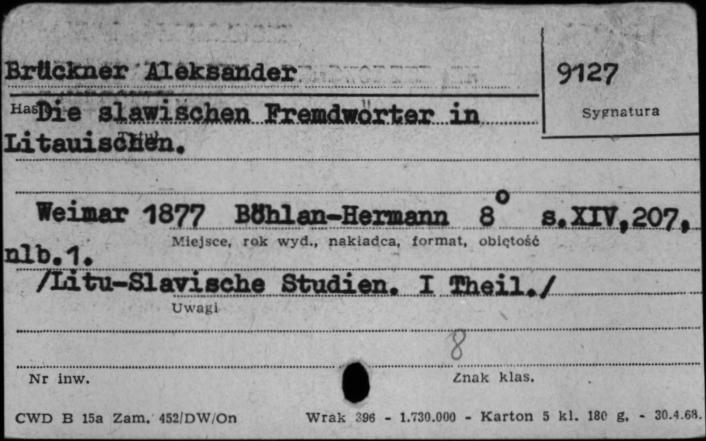 Brückner Aleksander
9127
Die slawischen Fremdwörter in
Sygnatura
Litauischen.
Weimar 1877 Böhlan-Hermann 8° s.XIV,207,
Miejsce, rok wyd., nakładca, format, objętość
nlb.1.
/Litu-Slavische Studien. I Theil./
Uwagi
8
Nr inw.
Znak klas.
CWD B 15a Zam. 452/DW/On Wrak 396 - 1.730.000 - Karton 5 kl. 180 g. - 30.4.68.